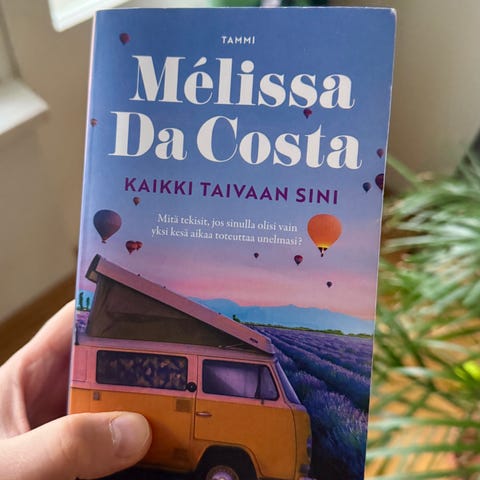 TAMMI
Mélissa
Da Costa
KAIKKI TAIVAAN SINI
Mitä tekisit, jos sinulla olisi vain
yksi kesä aikaa toteuttaa unelmasi?